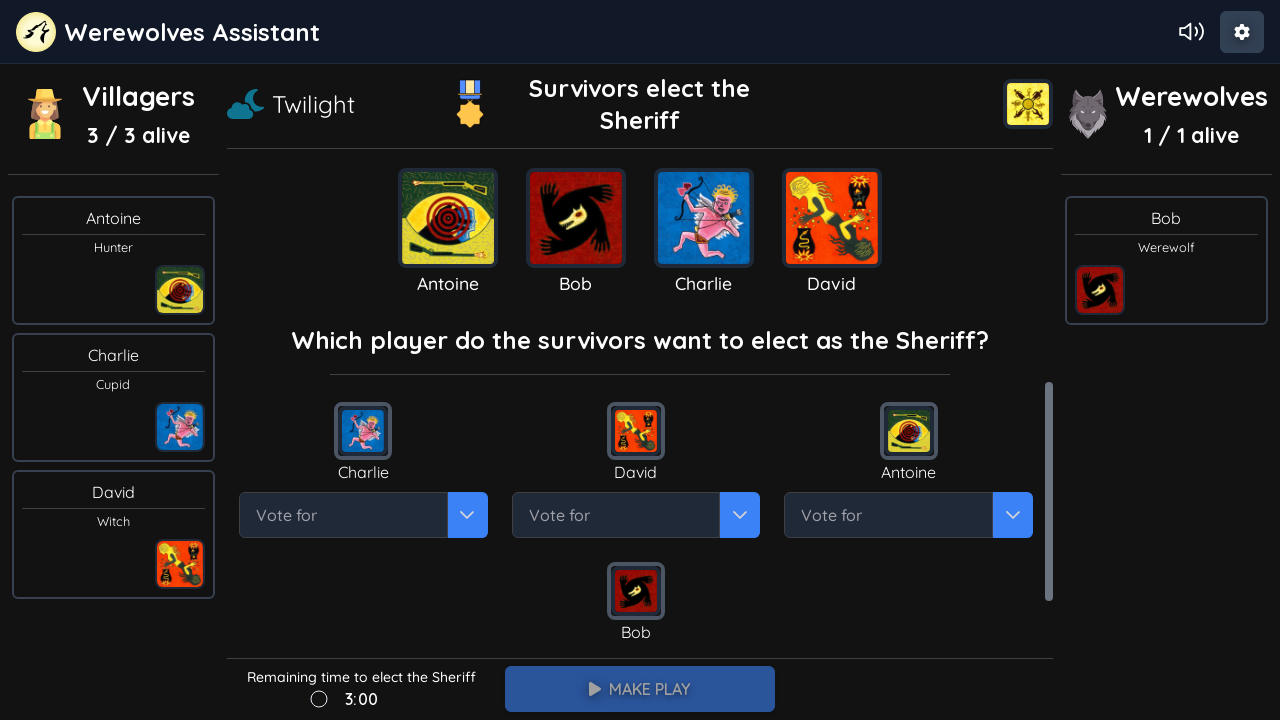 Werewolves Assistant
Villagers
3 / 3 alive
Twilight
Survivors elect the
Sheriff
Werewolves
1 / 1 alive
Antoine
Hunter
Charlie
Cupid
David
Witch
Antoine
Bob
Charlie
David
Which player do the survivors want to elect as the Sheriff?
Charlie
David
Antoine
Vote for
Vote for
Vote for
Bob
Bob
Werewolf
Remaining time to elect the Sheriff
3:00
MAKE PLAY